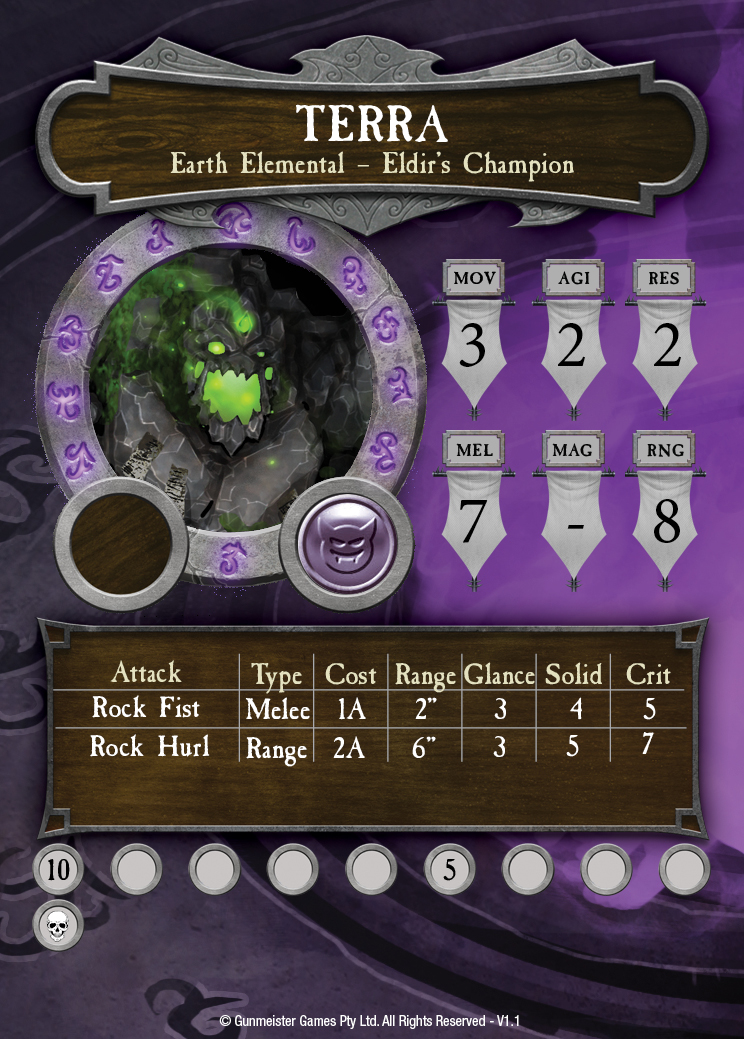 TERRA
Earth Elemental – Eldir's Champion
MOV AGI RES
3 2 2
MEL MAG RNG
7 - 8
Attack Type Cost Range Glance Solid Crit
Rock Fist Melee 1A 2” 3 4 5
Rock Hurl Range 2A 6” 3 5 7
10 5
© Gunmeister Games Pty Ltd. All Rights Reserved - V1.1